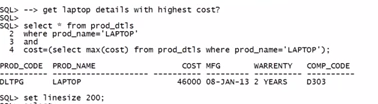 SQL> --> get laptop details with highest cost?
SQL>
SQL> select * from prod_dtls
2 where prod_name='LAPTOP'
3 and
4 cost=(select max(cost) from prod_dtls where prod_name='LAPTOP');
PROD_CODE PROD_NAME COST MFG WARRENTY COMP_CODE
DLTPG LAPTOP 46000 08-JAN-13 2 YEARS D303
SQL> set linesize 200;